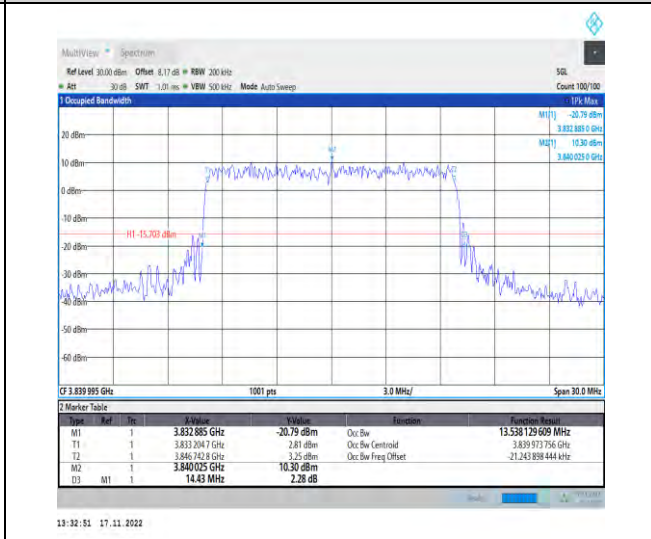 MultiView Spectrum
Ref Level 30.00 dBm Offset 8.17 dB RBW 200 kHz SGL
Att 30 dB SWT 1.01 ms VBW 500 kHz Mode Auto Sweep Count 100/100
1 Occupied Bandwidth 1Pk Max
M1[1] -20.79 dBm
3.832 885 0 GHz
M2[1] 10.30 dBm
3.840 025 0 GHz
20 dBm
M2
10 dBm
T1 T2
0 dBm
-10 dBm
H1 -15.703 dBm
-20 dBm
-30 dBm
-40 dBm
-50 dBm
-60 dBm
CF 3.839 995 GHz 1001 pts 3.0 MHz/ Span 30.0 MHz
2 Marker Table
Type Ref Trc X-Value Y-Value Function Function Result
M1 1 3.832 885 GHz -20.79 dBm Occ Bw 13.538 129 609 MHz
T1 1 3.833 204 7 GHz 2.81 dBm Occ Bw Centroid 3.839 973 756 GHz
T2 1 3.846 742 8 GHz 3.25 dBm Occ Bw Freq Offset -21.243 898 444 kHz
M2 1 3.840 025 GHz 10.30 dBm
D3 M1 1 14.43 MHz 2.28 dB
13:32:51 17.11.2022